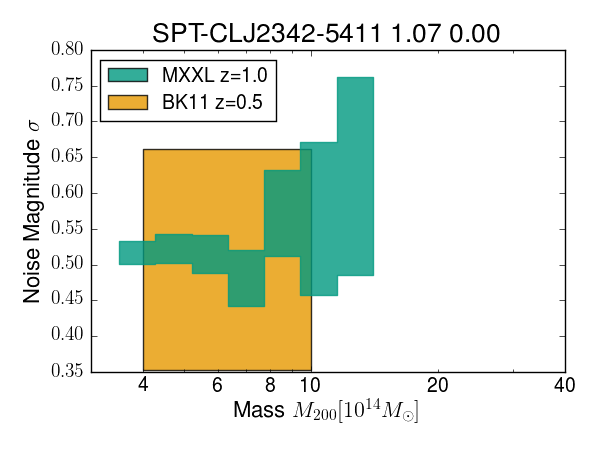 SPT-CLJ2342-5411 1.07 0.00
MXXL z=1.0
BK11 z=0.5
Noise Magnitude σ
0.80
0.75
0.70
0.65
0.60
0.55
0.50
0.45
0.40
0.35
4 6 8 10 20 40
Mass M₂₀₀[10¹⁴M☉]